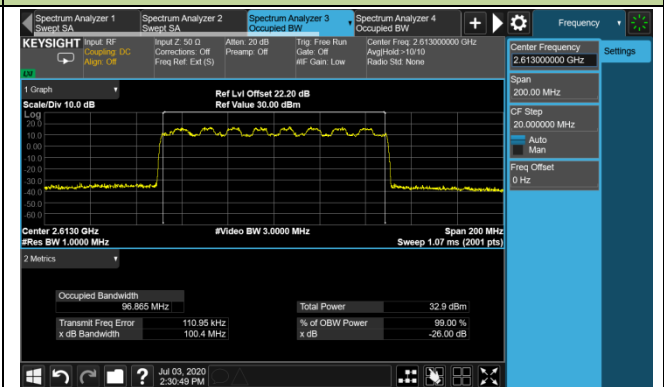 Spectrum Analyzer 1
Swept SA
Spectrum Analyzer 2
Swept SA
Spectrum Analyzer 3
Occupied BW
Spectrum Analyzer 4
Occupied BW
Frequency
KEYSIGHT
Input: RF
Coupling: DC
Align: Off
Input Z: 50 Ω
Corrections: Off
Freq Ref: Ext (S)
Atten: 20 dB
Preamp: Off
Trig: Free Run
Gate: Off
#IF Gain: Low
Center Freq: 2.613000000 GHz
Avg|Hold:>10/10
Radio Std: None
Center Frequency
2.613000000 GHz
Settings
Span
200.00 MHz
CF Step
20.000000 MHz
Auto
Man
Freq Offset
0 Hz
1 Graph
Scale/Div 10.0 dB
Ref Lvl Offset 22.20 dB
Ref Value 30.00 dBm
Log
20.0
10.0
0.00
-10.0
-20.0
-30.0
-40.0
-50.0
-60.0
Center 2.6130 GHz
#Res BW 1.0000 MHz
#Video BW 3.0000 MHz
Span 200 MHz
Sweep 1.07 ms (2001 pts)
2 Metrics
Occupied Bandwidth
96.865 MHz
Total Power 32.9 dBm
Transmit Freq Error 110.95 kHz
% of OBW Power 99.00 %
x dB Bandwidth 100.4 MHz
x dB -26.00 dB
Jul 03, 2020
2:30:49 PM